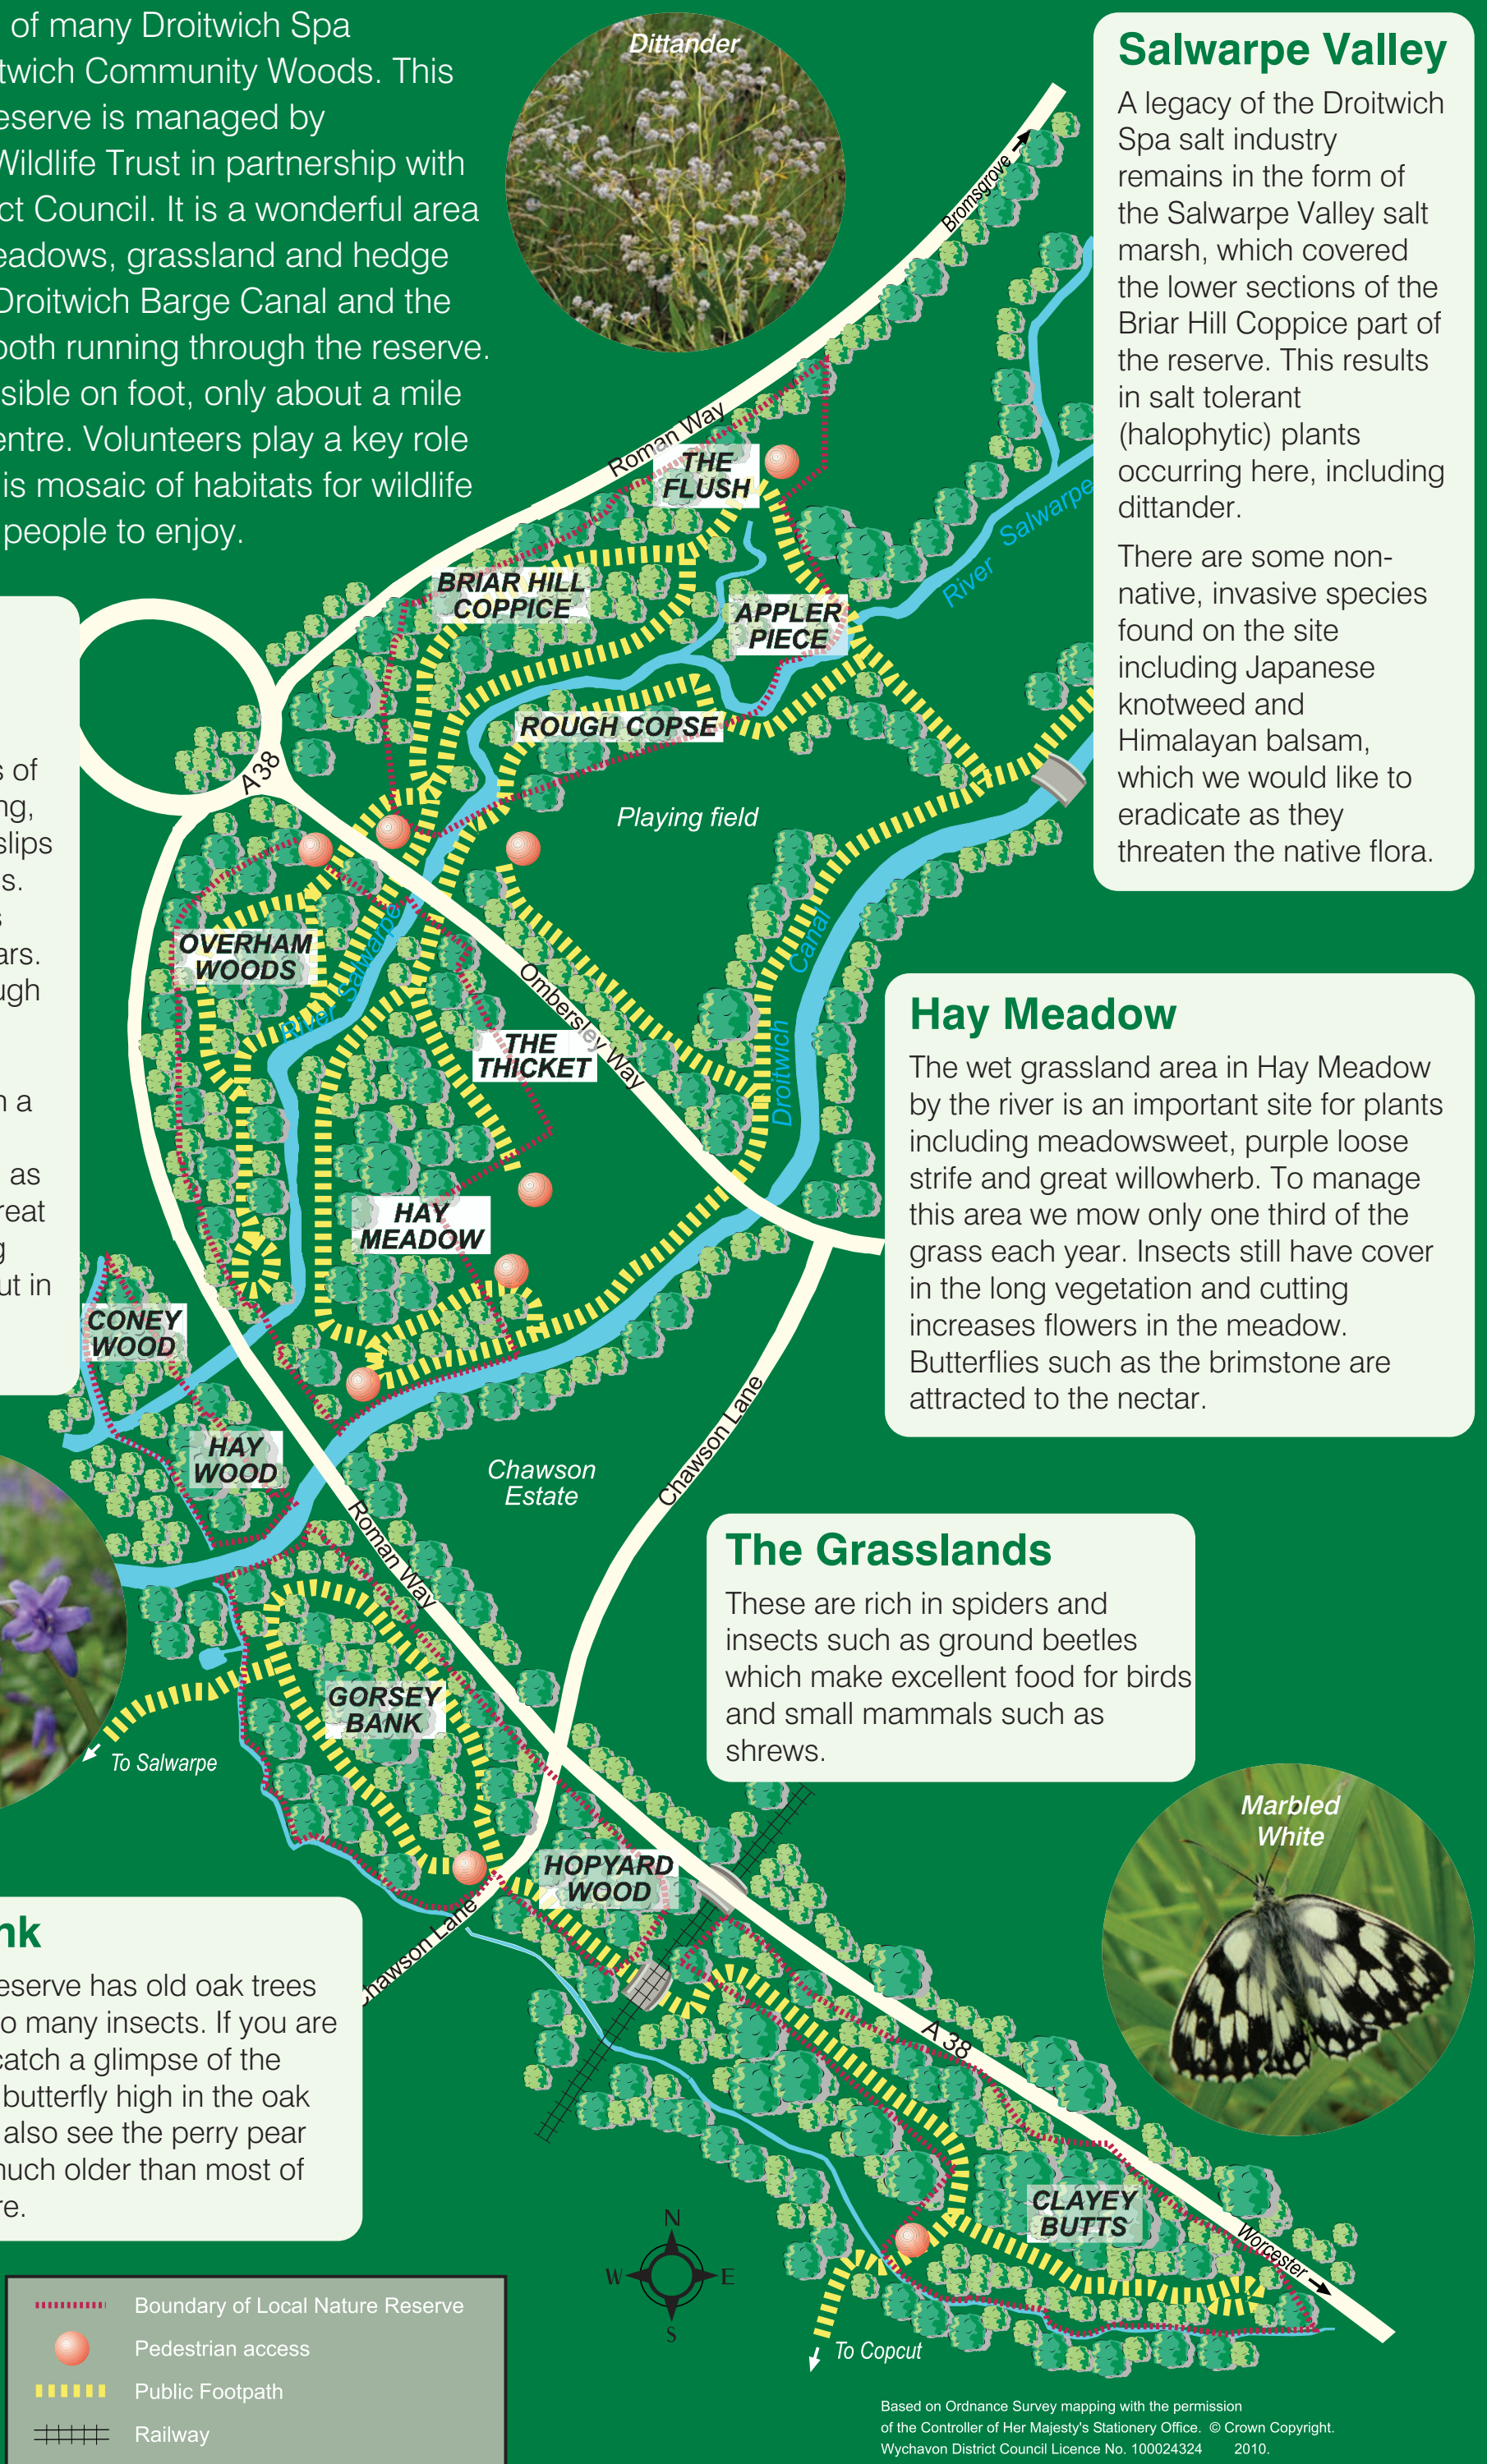 of many Droitwich Spa
twich Community Woods. This
eserve is managed by
Wildlife Trust in partnership with
ct Council. It is a wonderful area
eadows, grassland and hedge
Droitwich Barge Canal and the
both running through the reserve.
sible on foot, only about a mile
entre. Volunteers play a key role
is mosaic of habitats for wildlife
people to enjoy.
Dittander
Salwarpe Valley
A legacy of the Droitwich
Spa salt industry
remains in the form of
the Salwarpe Valley salt
marsh, which covered
the lower sections of the
Briar Hill Coppice part of
the reserve. This results
in salt tolerant
(halophytic) plants
occurring here, including
dittander.
There are some non-
native, invasive species
found on the site
including Japanese
knotweed and
Himalayan balsam,
which we would like to
eradicate as they
threaten the native flora.
Bromsgrove
Roman Way
THE
FLUSH
River Salwarpe
BRIAR HILL
COPPICE
APPLER
PIECE
ROUGH COPSE
A38
Playing field
s of
ng,
slips
s.
s
ars.
ugh
n a
as
reat
g
ut in
OVERHAM
WOODS
River Salwarpe
Ombersley Way
Droitwich Canal
THE
THICKET
HAY
MEADOW
Hay Meadow
The wet grassland area in Hay Meadow
by the river is an important site for plants
including meadowsweet, purple loose
strife and great willowherb. To manage
this area we mow only one third of the
grass each year. Insects still have cover
in the long vegetation and cutting
increases flowers in the meadow.
Butterflies such as the brimstone are
attracted to the nectar.
CONEY
WOOD
HAY
WOOD
Chawson
Estate
Chawson Lane
Roman Way
The Grasslands
These are rich in spiders and
insects such as ground beetles
which make excellent food for birds
and small mammals such as
shrews.
GORSEY
BANK
To Salwarpe
HOPYARD
WOOD
Chawson Lane
Marbled
White
nk
eserve has old oak trees
o many insects. If you are
catch a glimpse of the
butterfly high in the oak
also see the perry pear
nuch older than most of
re.
A 38
CLAYEY
BUTTS
Worcester
N
W
E
S
To Copcut
Boundary of Local Nature Reserve
Pedestrian access
Public Footpath
Railway
Based on Ordnance Survey mapping with the permission
of the Controller of Her Majesty's Stationery Office. © Crown Copyright.
Wychavon District Council Licence No. 100024324 2010.